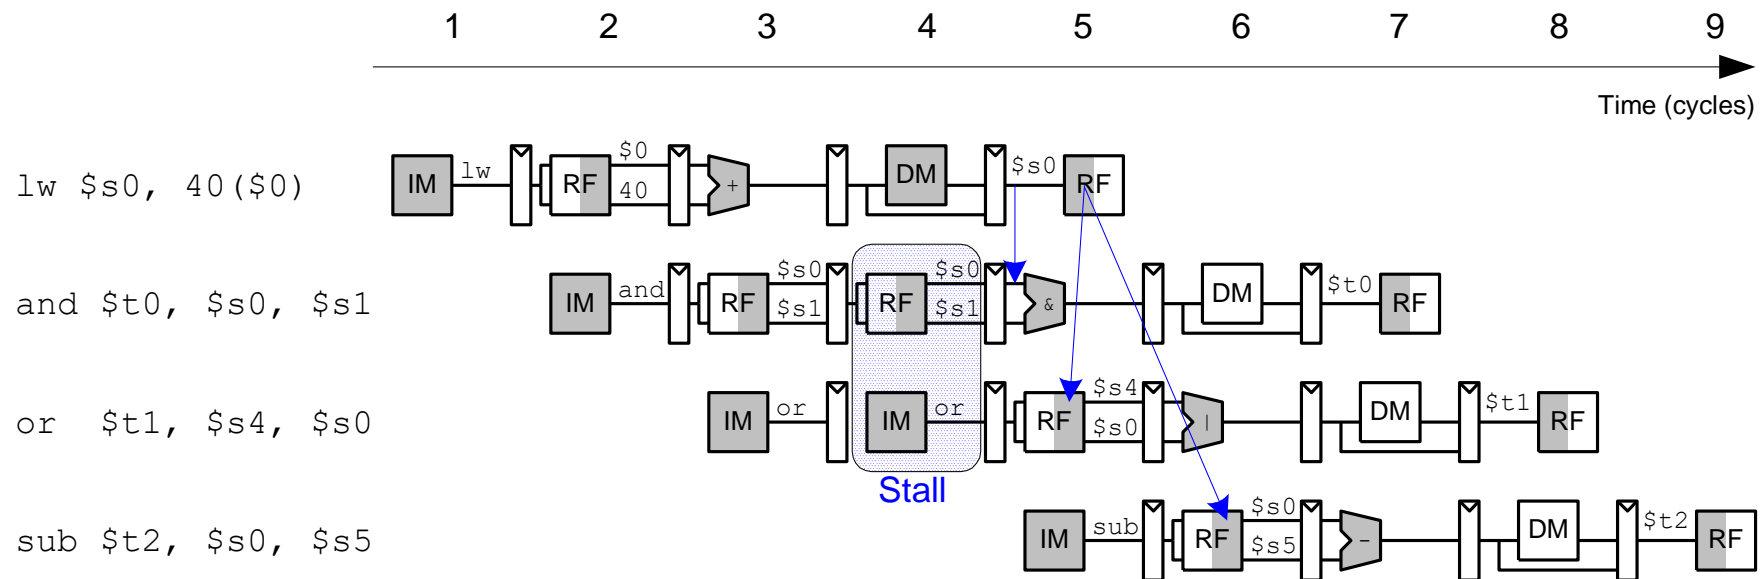 1 2 3 4 5 6 7 8 9
Time (cycles)
lw $s0, 40($0) IM lw RF $0 40 + DM $s0 RF
and $t0, $s0, $s1 IM and RF $s0 $s1 RF $s0 $s1 & DM $t0 RF
or $t1, $s4, $s0 IM or IM or RF $s4 $s0 | DM $t1 RF
Stall
sub $t2, $s0, $s5 IM sub RF $s0 $s5 - DM $t2 RF